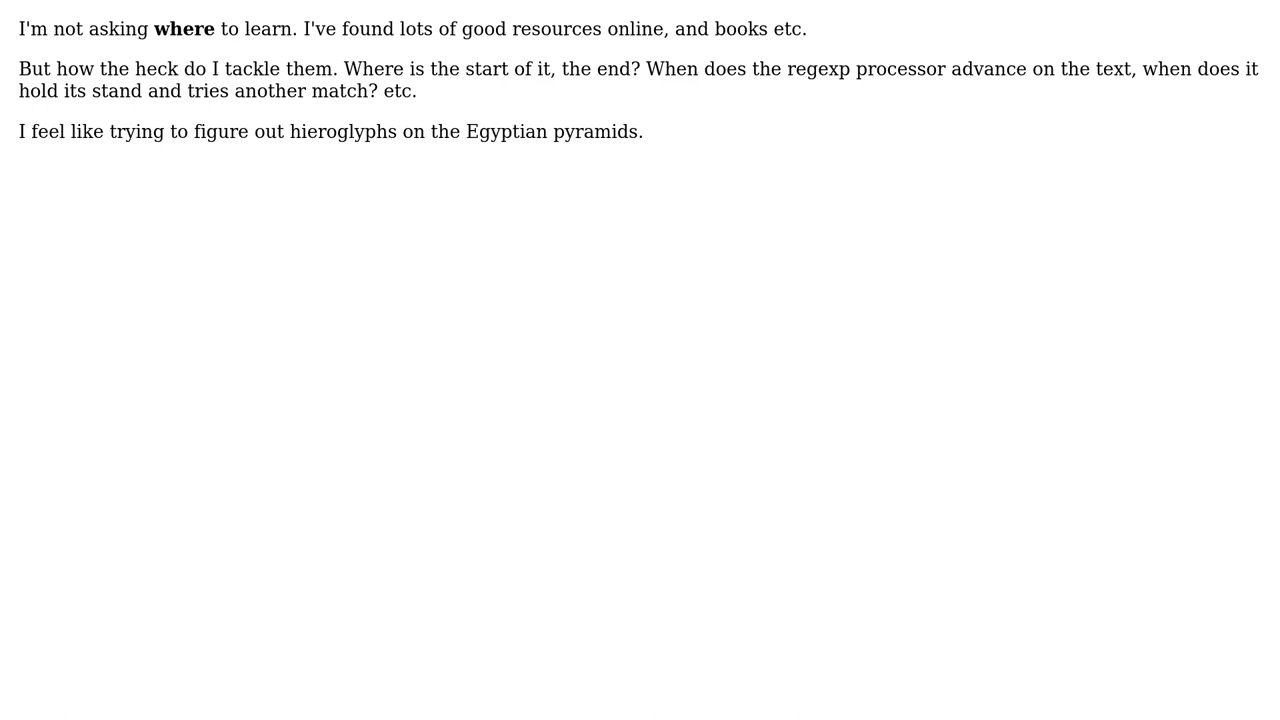 I'm not asking where to learn. I've found lots of good resources online, and books etc.
But how the heck do I tackle them. Where is the start of it, the end? When does the regexp processor advance on the text, when does it
hold its stand and tries another match? etc.
I feel like trying to figure out hieroglyphs on the Egyptian pyramids.